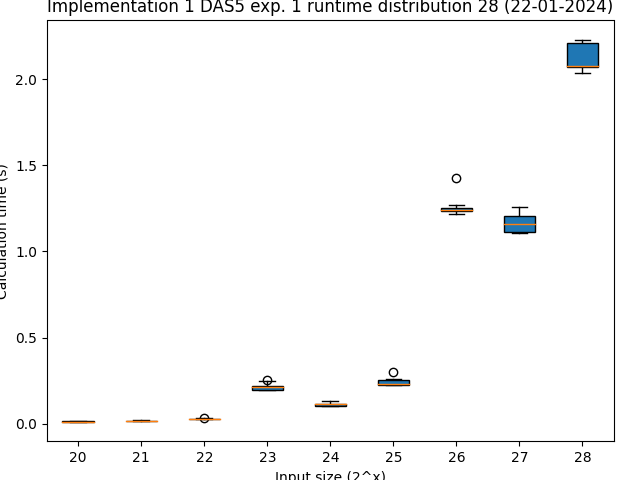 Implementation 1 DAS5 exp. 1 runtime distribution 28 (22-01-2024)
Calculation time (s)
2.0
1.5
1.0
0.5
0.0
20 21 22 23 24 25 26 27 28
Input size (2^x)